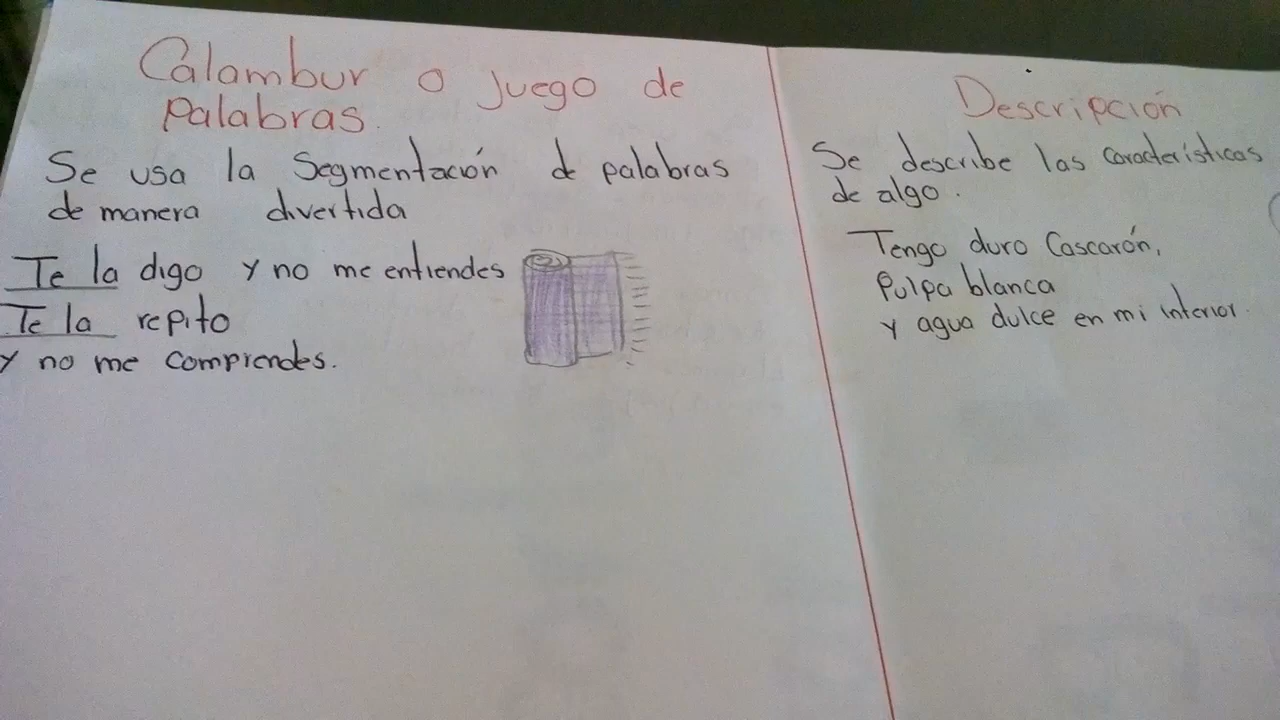 Calambur o juego de
Palabras.
Se usa la Segmentación de palabras
de manera divertida
Te la digo y no me entiendes
Te la repito
Y no me comprendes.
Descripción
Se describe las características
de algo.
Tengo duro Cascarón,
Pulpa blanca
y agua dulce en mi interior.